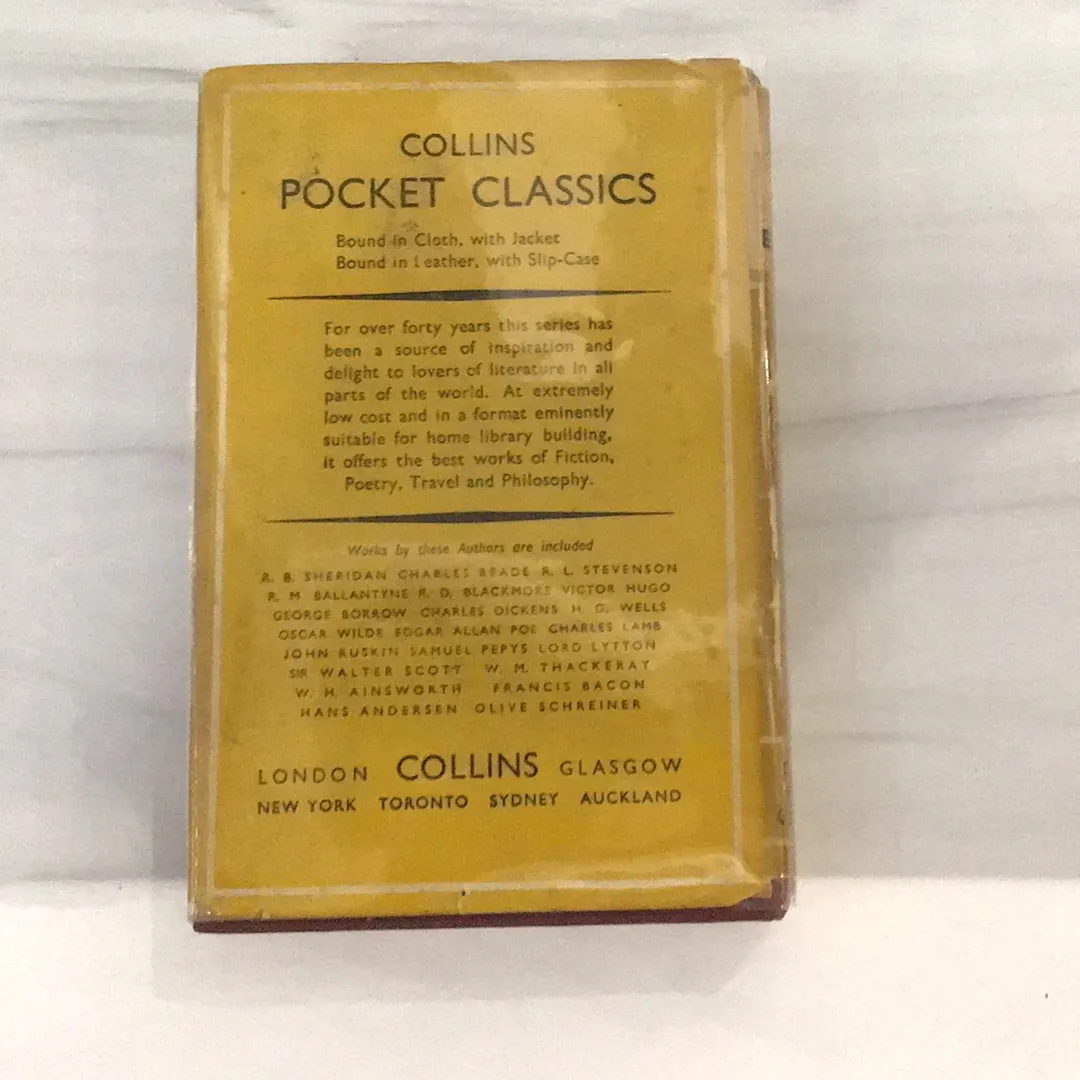 COLLINS
POCKET CLASSICS
Bound in Cloth, with Jacket
Bound in Leather, with Slip-Case
For over forty years this series has
been a source of inspiration and
delight to lovers of literature in all
parts of the world. At extremely
low cost and in a format eminently
suitable for home library building,
it offers the best works of Fiction,
Poetry, Travel and Philosophy.
Works by these Authors are included
R. B. SHERIDAN CHARLES READE R. L. STEVENSON
R. M. BALLANTYNE R. D. BLACKMORE VICTOR HUGO
GEORGE BORROW CHARLES DICKENS H. G. WELLS
OSCAR WILDE EDGAR ALLAN POE CHARLES LAMB
JOHN RUSKIN SAMUEL PEPYS LORD LYTTON
SIR WALTER SCOTT W. M. THACKERAY
W. H. AINSWORTH FRANCIS BACON
HANS ANDERSEN OLIVE SCHREINER
LONDON COLLINS GLASGOW
NEW YORK TORONTO SYDNEY AUCKLAND